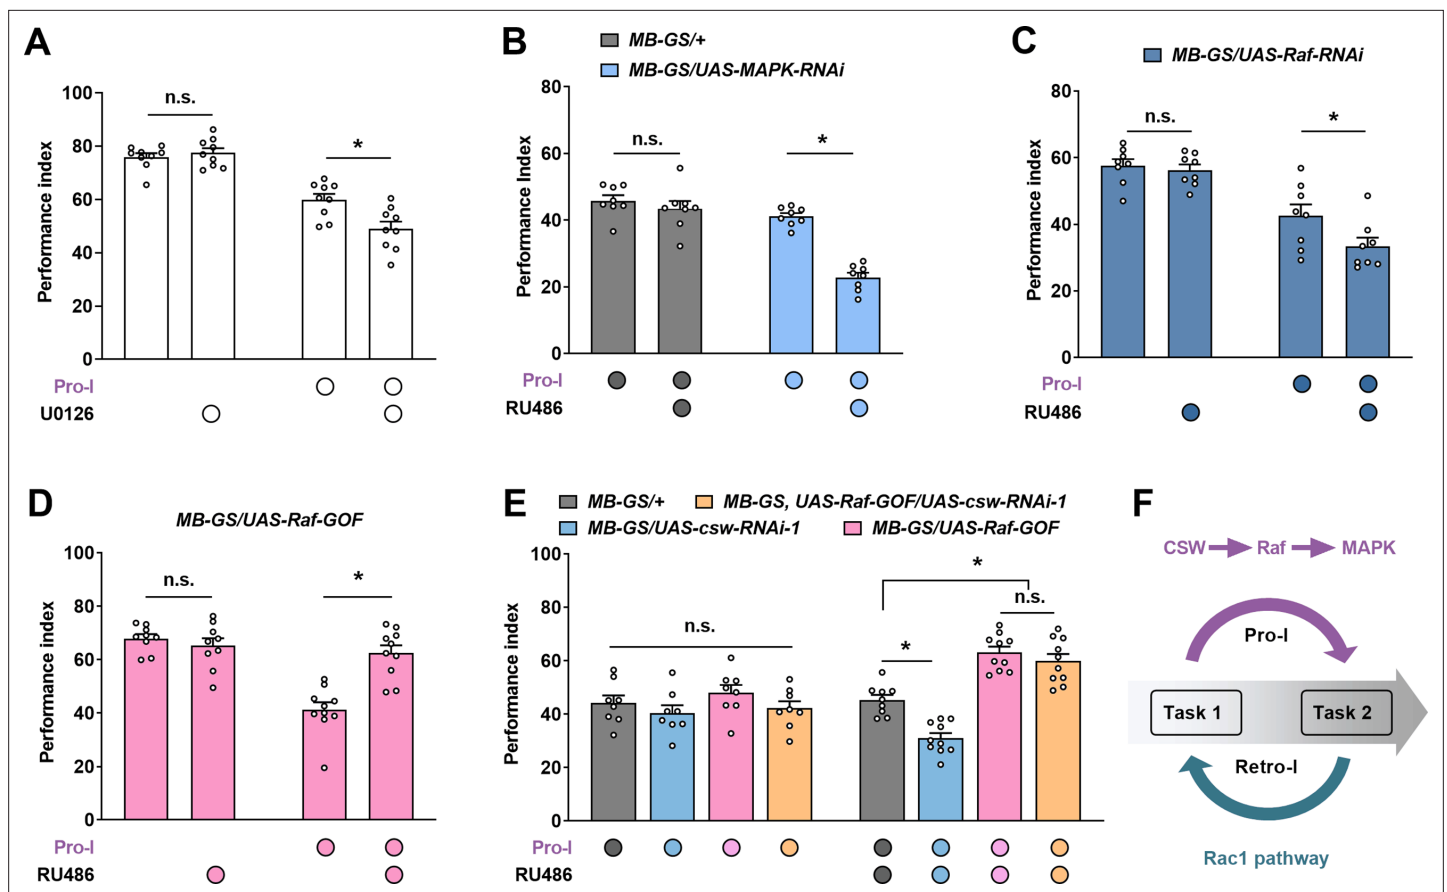 A
n.s.
*
Performance index
100
80
60
40
20
0
Pro-I
U0126
B
MB-GS/+
MB-GS/UAS-MAPK-RNAi
n.s.
*
Performance Index
80
60
40
20
0
Pro-I
RU486
C
MB-GS/UAS-Raf-RNAi
n.s.
*
Performance index
80
60
40
20
0
Pro-I
RU486
D
MB-GS/UAS-Raf-GOF
n.s.
*
Performance index
100
80
60
40
20
0
Pro-I
RU486
E
MB-GS/+
MB-GS, UAS-Raf-GOF/UAS-csw-RNAi-1
MB-GS/UAS-csw-RNAi-1
MB-GS/UAS-Raf-GOF
n.s.
*
*
n.s.
Performance index
100
80
60
40
20
0
Pro-I
RU486
F
CSW Raf MAPK
Pro-I
Task 1 Task 2
Retro-I
Rac1 pathway